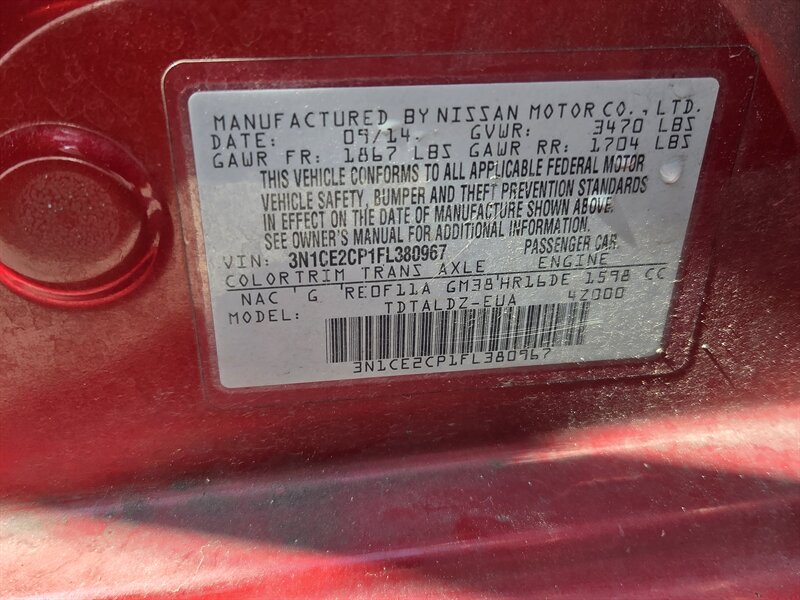 MANUFACTURED BY NISSAN MOTOR CO., LTD.
DATE: 09/14. GVWR: 3470 LBS
GAWR FR: 1867 LBS GAWR RR: 1704 LBS
THIS VEHICLE CONFORMS TO ALL APPLICABLE FEDERAL MOTOR
VEHICLE SAFETY, BUMPER AND THEFT PREVENTION STANDARDS
IN EFFECT ON THE DATE OF MANUFACTURE SHOWN ABOVE.
SEE OWNER'S MANUAL FOR ADDITIONAL INFORMATION.
VIN: 3N1CE2CP1FL380967 PASSENGER CAR
COLOR TRIM TRANS AXLE ENGINE
NAC G RE0F11A GM38 HR16DE 1598 CC
MODEL: TDTALDZ-EUA 4Z000
3N1CE2CP1FL380967